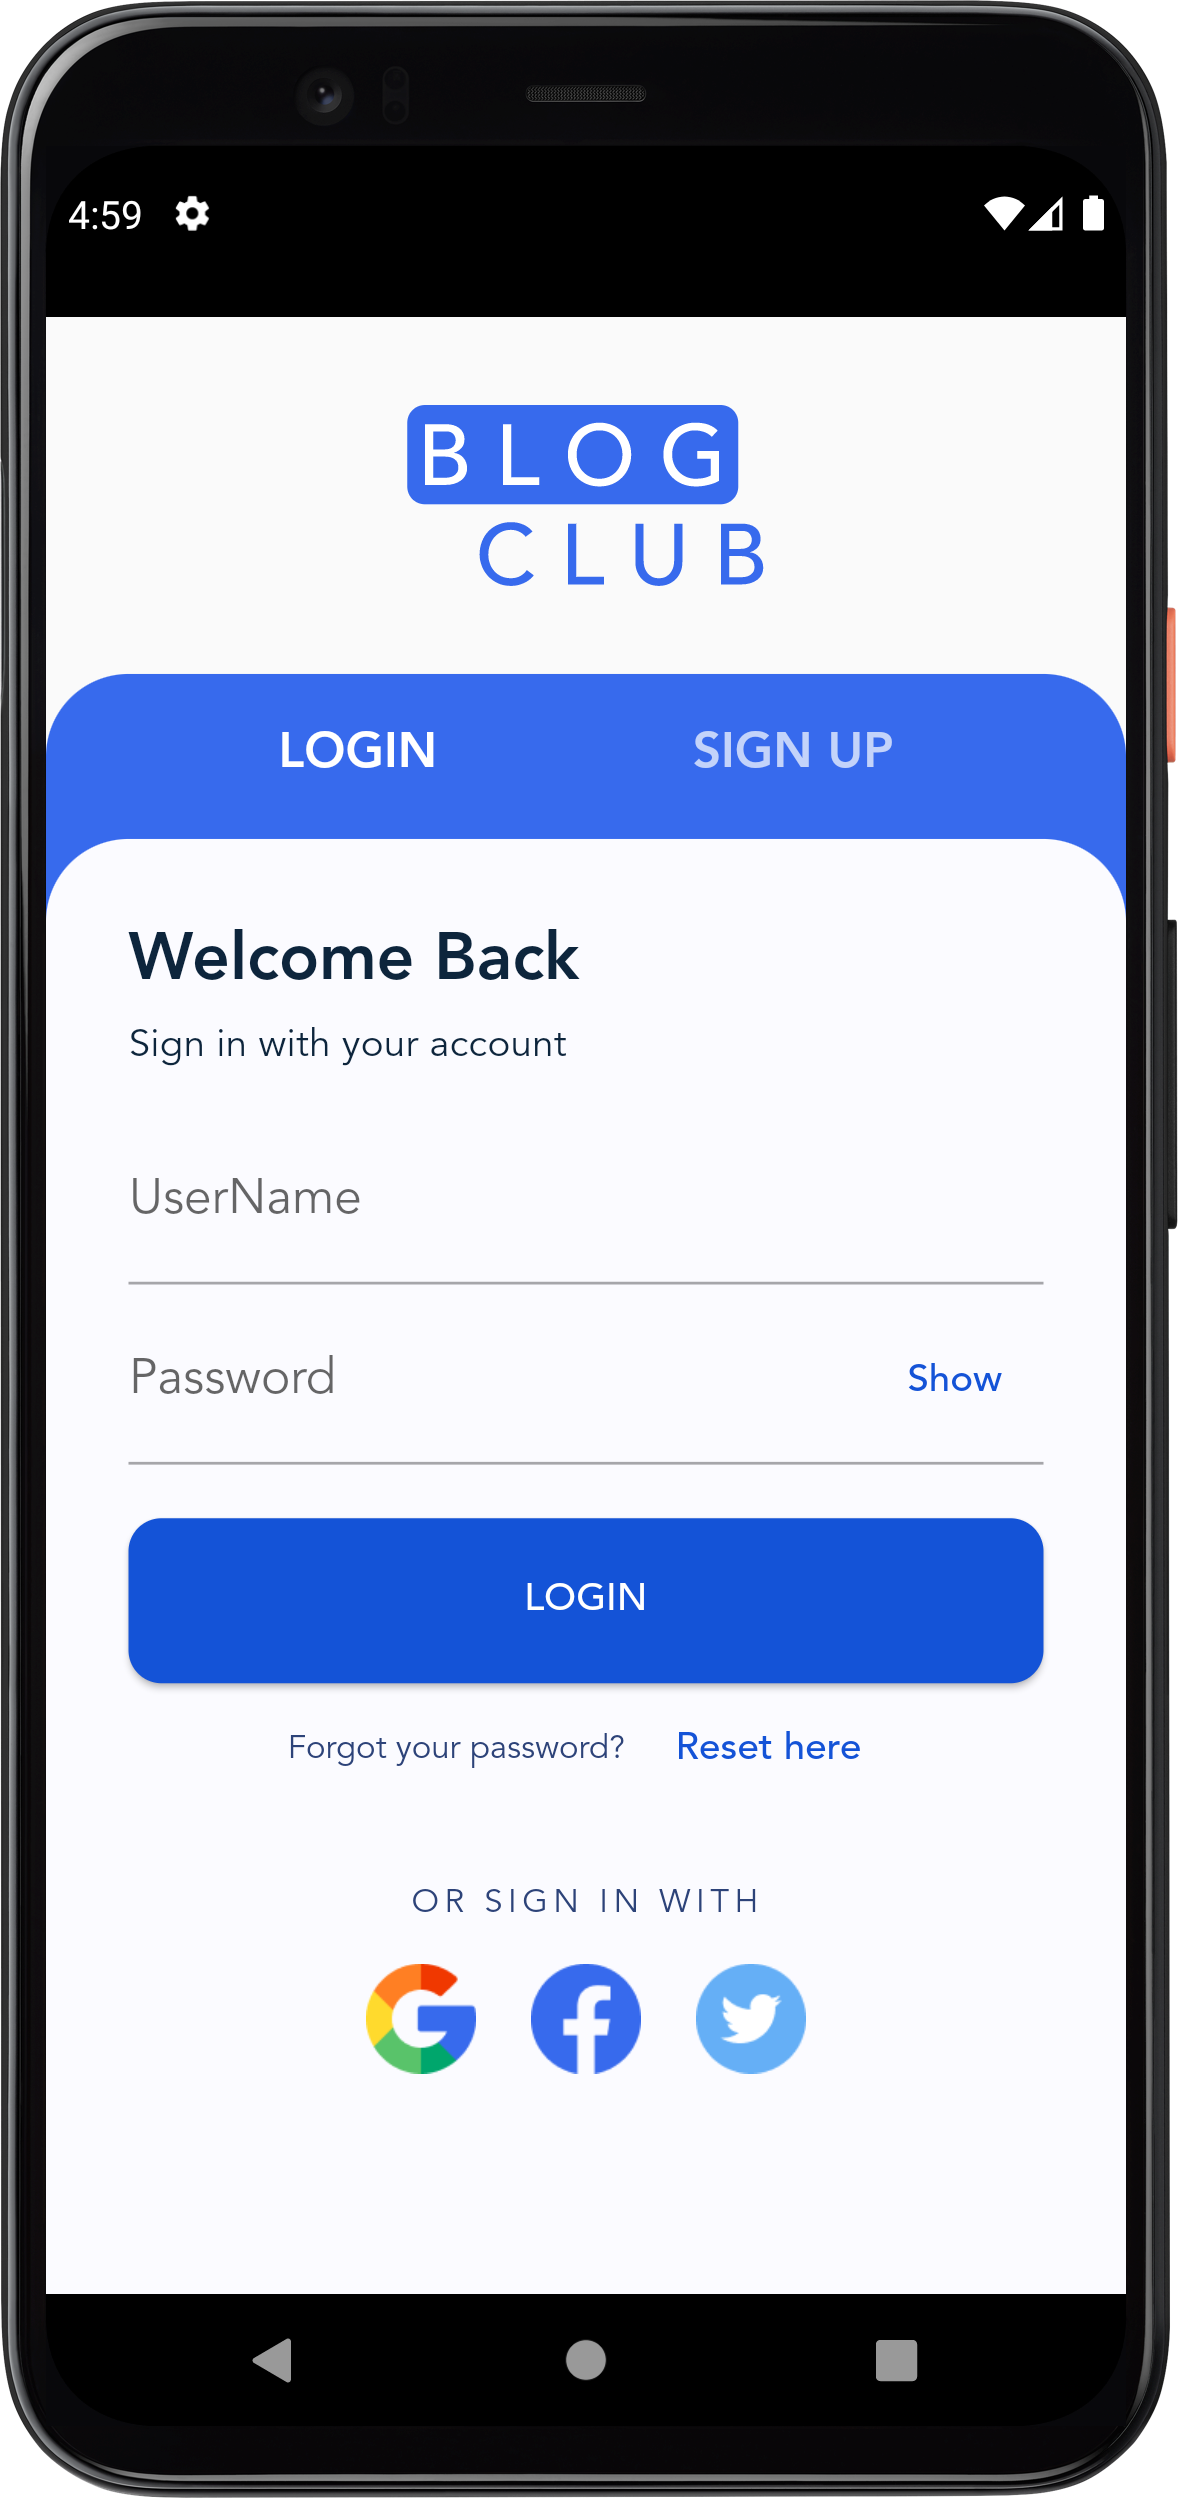 4:59
BLOG
CLUB
LOGIN SIGN UP
Welcome Back
Sign in with your account
UserName
Password Show
LOGIN
Forgot your password? Reset here
OR SIGN IN WITH